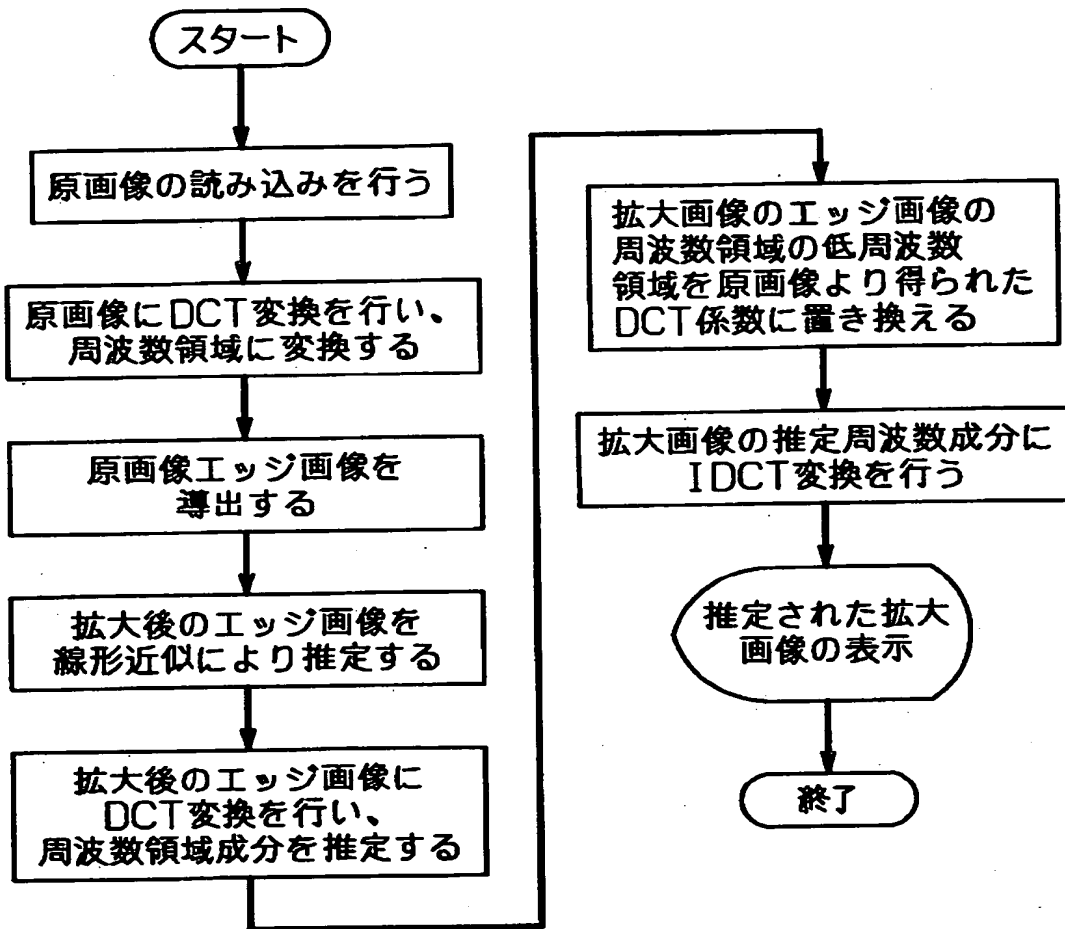 スタート
原画像の読み込みを行う
原画像にDCT変換を行い、
周波数領域に変換する
原画像エッジ画像を
導出する
拡大後のエッジ画像を
線形近似により推定する
拡大後のエッジ画像に
DCT変換を行い、
周波数領域成分を推定する
拡大画像のエッジ画像の
周波数領域の低周波数
領域を原画像より得られた
DCT係数に置き換える
拡大画像の推定周波数成分に
IDCT変換を行う
推定された拡大
画像の表示
終了